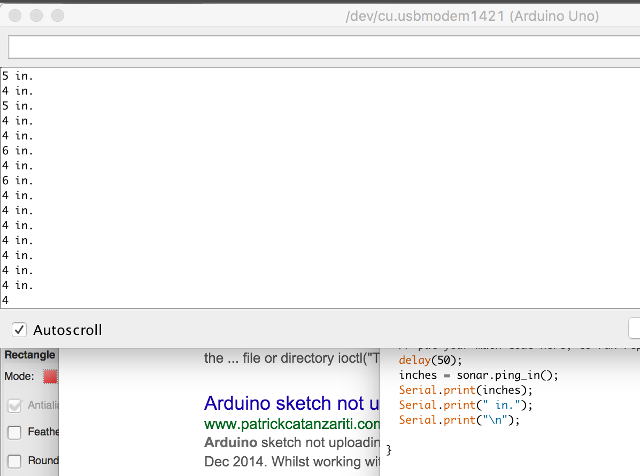 /dev/cu.usbmodem1421 (Arduino Uno)
5 in.
4 in.
5 in.
4 in.
4 in.
6 in.
4 in.
6 in.
4 in.
4 in.
4 in.
4 in.
4 in.
4 in.
4 in.
4
Autoscroll
Rectangle
Mode:
Antialia
Feathe
Round
the ... file or directory ioctl("T
Arduino sketch not u
www.patrickcatanzariti.com
Arduino sketch not uploadin
Dec 2014. Whilst working wit
delay(50);
inches = sonar.ping_in();
Serial.print(inches);
Serial.print(" in.");
Serial.print("\n");
}